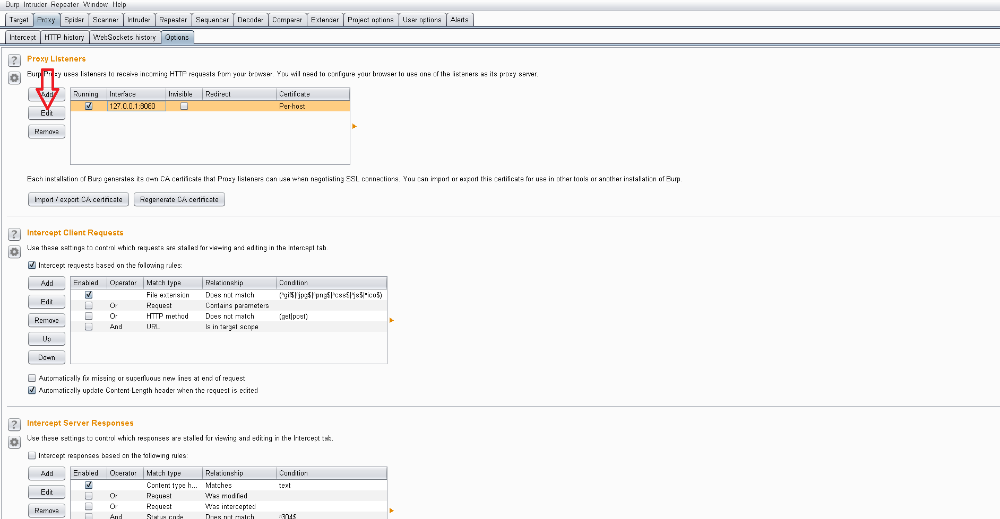 Burp Intruder Repeater Window Help
Target Proxy Spider Scanner Intruder Repeater Sequencer Decoder Comparer Extender Project options User options Alerts
Intercept HTTP history WebSockets history Options
? Proxy Listeners
Burp Proxy uses listeners to receive incoming HTTP requests from your browser. You will need to configure your browser to use one of the listeners as its proxy server.
Add Running Interface Invisible Redirect Certificate
127.0.0.1:8080 Per-host
Edit
Remove
Each installation of Burp generates its own CA certificate that Proxy listeners can use when negotiating SSL connections. You can import or export this certificate for use in other tools or another installation of Burp.
Import / export CA certificate Regenerate CA certificate
? Intercept Client Requests
Use these settings to control which requests are stalled for viewing and editing in the Intercept tab.
Intercept requests based on the following rules:
Add Enabled Operator Match type Relationship Condition
File extension Does not match (^gif$|^jpg$|^png$|^css$|^js$|^ico$)
Edit Or Request Contains parameters
Remove Or HTTP method Does not match (get|post)
And URL Is in target scope
Up
Down
Automatically fix missing or superfluous new lines at end of request
Automatically update Content-Length header when the request is edited
? Intercept Server Responses
Use these settings to control which responses are stalled for viewing and editing in the Intercept tab.
Intercept responses based on the following rules:
Add Enabled Operator Match type Relationship Condition
Content type h... Matches text
Edit Or Request Was modified
Or Request Was intercepted
Remove And Status code Does not match ^304$